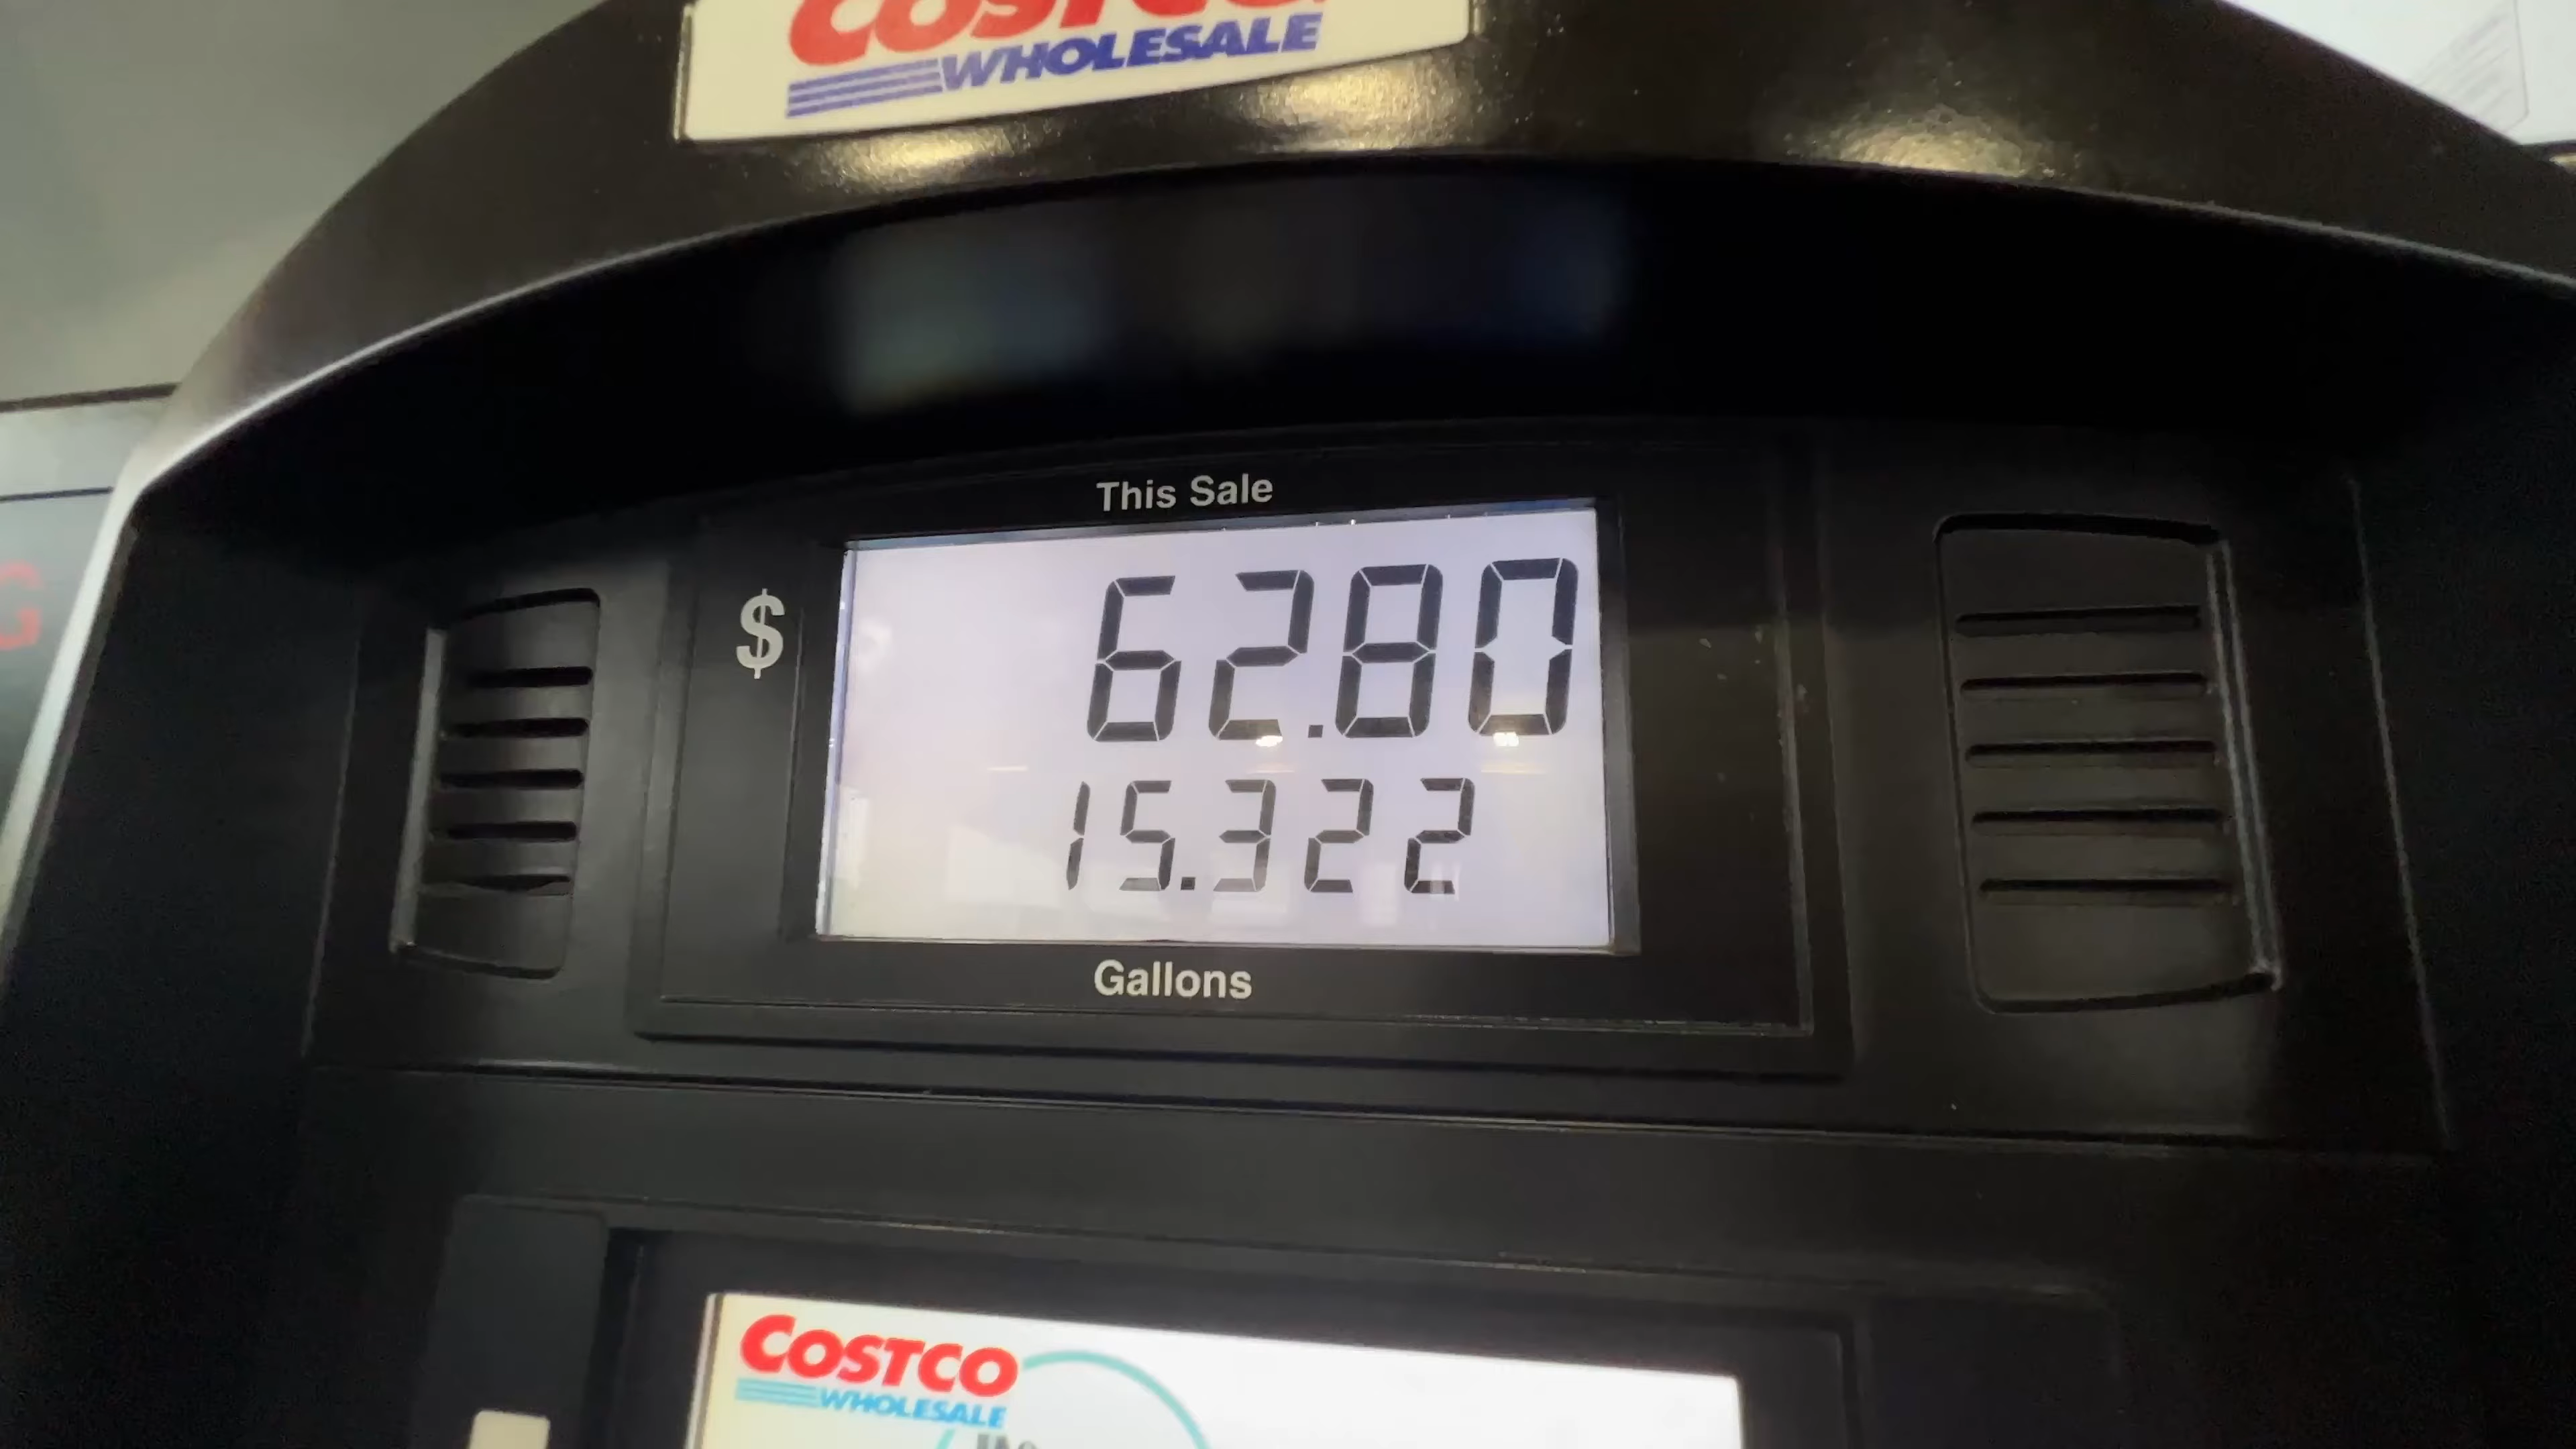 COSTCO
WHOLESALE
This Sale
$ 62.80
15.322
Gallons
G
COSTCO
WHOLESALE